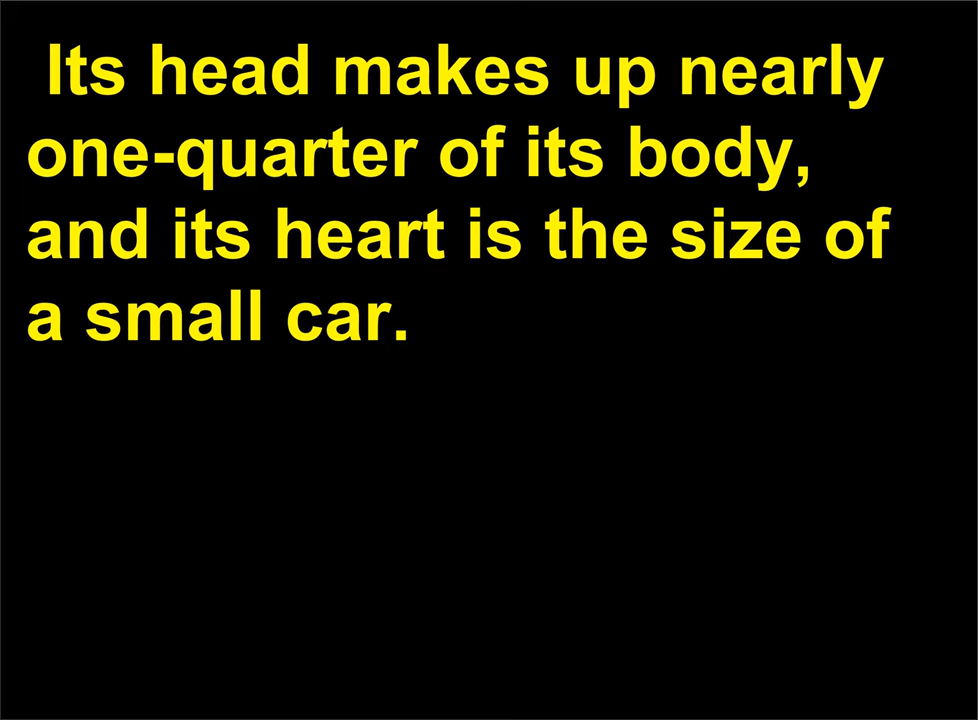 Its head makes up nearly
one-quarter of its body,
and its heart is the size of
a small car.